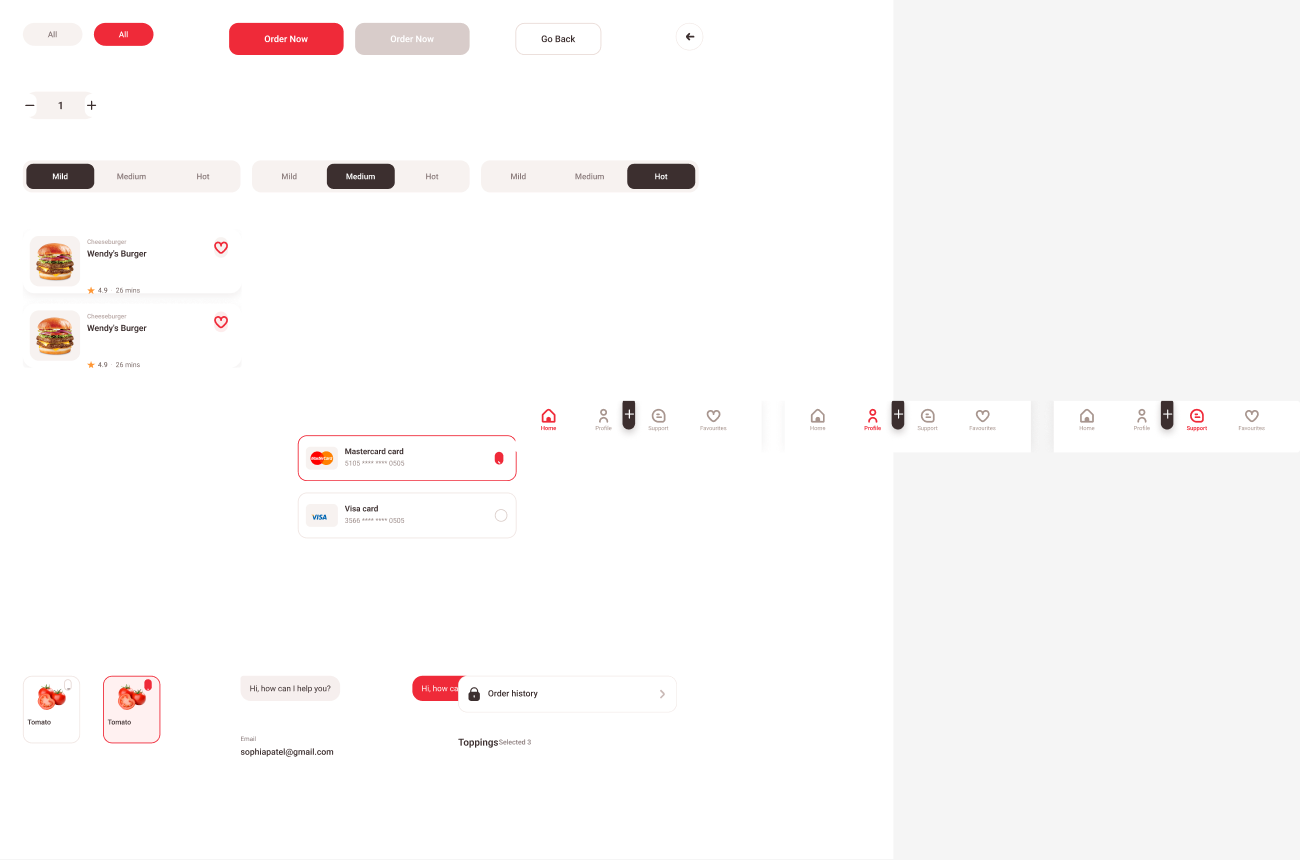 All
All
Order Now
Order Now
Go Back
1
Mild
Medium
Hot
Mild
Medium
Hot
Mild
Medium
Hot
Cheeseburger
Wendy's Burger
4.9 · 26 mins
Cheeseburger
Wendy's Burger
4.9 · 26 mins
Home
Profile
Support
Favourites
Home
Profile
Support
Favourites
Home
Profile
Support
Favourites
MasterCard
Mastercard card
5105 **** **** 0505
VISA
Visa card
3566 **** **** 0505
Tomato
Tomato
Hi, how can I help you?
Hi, how ca
Order history
Email
sophiapatel@gmail.com
Toppings
Selected 3